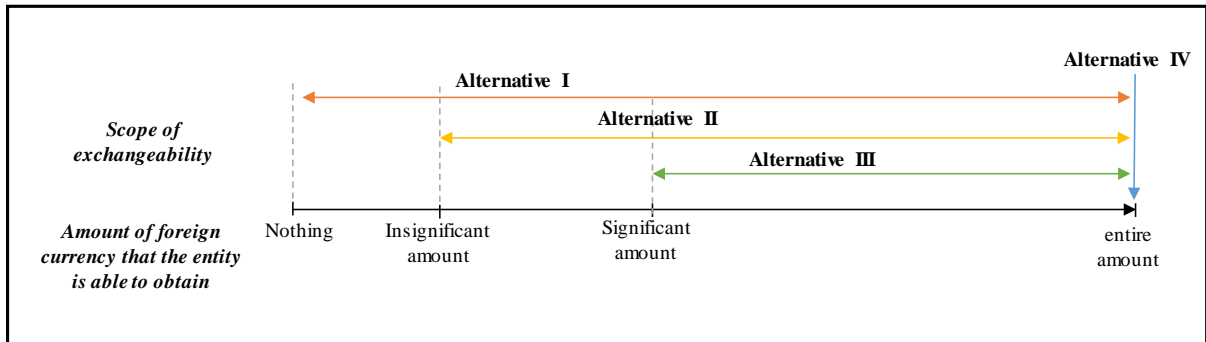 Alternative IV
Alternative I
Alternative II
Scope of
exchangeability
Alternative III
Nothing
Insignificant
amount
Significant
amount
entire
amount
Amount of foreign
currency that the entity
is able to obtain